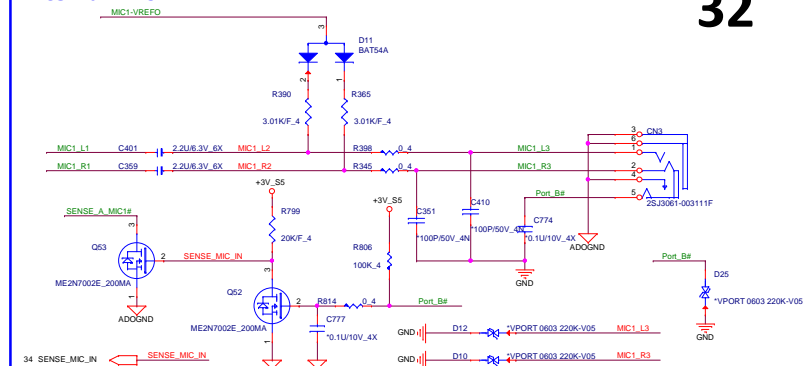 32
MIC1-VREFO
3
D11
BAT54A
2
1
R390
R365
3.01K/F_4
3.01K/F_4
MIC1_L1
C401
2.2U/6.3V_6X
MIC1_L2
R398
0_4
MIC1_L3
MIC1_R1
C359
2.2U/6.3V_6X
MIC1_R2
R345
0_4
MIC1_R3
3
6
1
2
4
5
CN3
2SJ3061-003111F
Port_B#
+3V_S5
+3V_S5
SENSE_A_MIC1#
R799
20K/F_4
C351
*100P/50V_4N
C410
*100P/50V_4N
C774
*0.1U/10V_4X
ADOGND
GND
3
Q53
2
SENSE_MIC_IN
ME2N7002E_200MA
1
ADOGND
R806
100K_4
3
Q52
2
R814
0_4
Port_B#
ME2N7002E_200MA
1
C777
*0.1U/10V_4X
Port_B#
D25
*VPORT 0603 220K-V05
GND
GND
D12
*VPORT 0603 220K-V05
MIC1_L3
34 SENSE_MIC_IN
SENSE_MIC_IN
GND
D10
*VPORT 0603 220K-V05
MIC1_R3